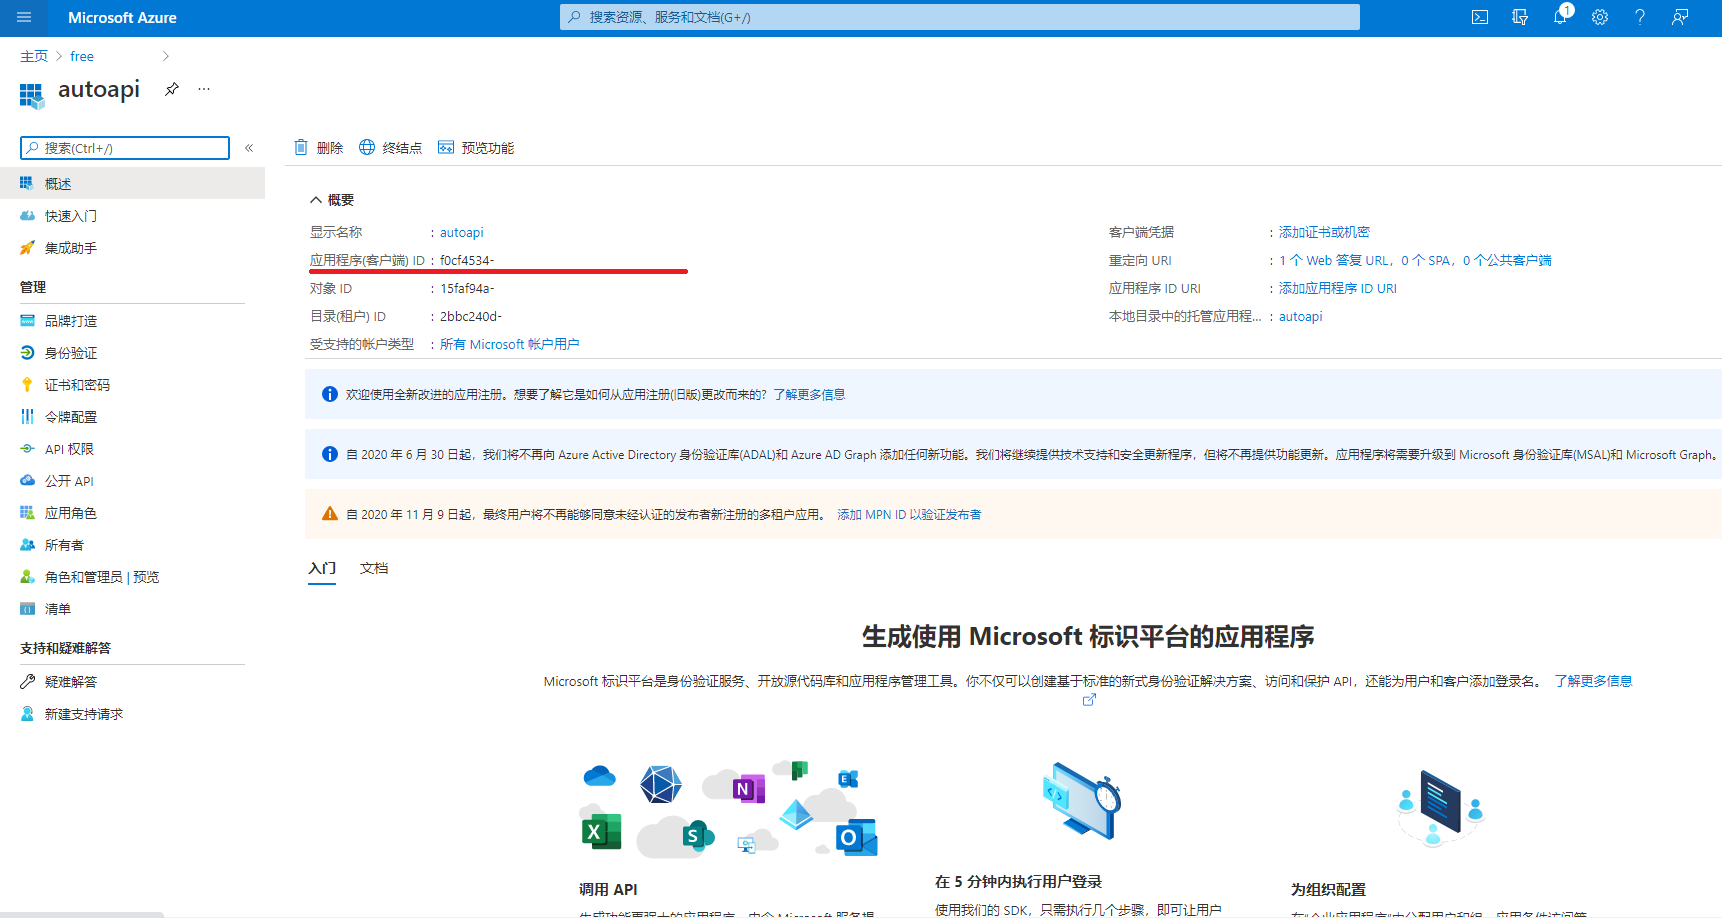 Microsoft Azure
搜索资源、服务和文档(G+/)
1
主页 > free >
autoapi
...
搜索(Ctrl+/)
«
删除
终结点
预览功能
概述
快速入门
集成助手
管理
品牌打造
身份验证
证书和密码
令牌配置
API 权限
公开 API
应用角色
所有者
角色和管理员 | 预览
清单
支持和疑难解答
疑难解答
新建支持请求
概要
显示名称 : autoapi
应用程序(客户端) ID : f0cf4534-
对象 ID : 15faf94a-
目录(租户) ID : 2bbc240d-
受支持的帐户类型 : 所有 Microsoft 帐户用户
客户端凭据 : 添加证书或机密
重定向 URI : 1 个 Web 答复 URL，0 个 SPA，0 个公共客户端
应用程序 ID URI : 添加应用程序 ID URI
本地目录中的托管应用程... : autoapi
欢迎使用全新改进的应用注册。想要了解它是如何从应用注册(旧版)更改而来的？了解更多信息
自 2020 年 6 月 30 日起，我们将不再向 Azure Active Directory 身份验证库(ADAL)和 Azure AD Graph 添加任何新功能。我们将继续提供技术支持和安全更新程序，但将不再提供功能更新。应用程序将需要升级到 Microsoft 身份验证库(MSAL)和 Microsoft Graph。
自 2020 年 11 月 9 日起，最终用户将不再能够同意未经认证的发布者新注册的多租户应用。 添加 MPN ID 以验证发布者
入门
文档
生成使用 Microsoft 标识平台的应用程序
Microsoft 标识平台是身份验证服务、开放源代码库和应用程序管理工具。你不仅可以创建基于标准的新式身份验证解决方案、访问和保护 API，还能为用户和客户添加登录名。 了解更多信息
N
E
X
S
O
调用 API
在 5 分钟内执行用户登录
使用我们的 SDK，只需执行几个步骤，即可让用户
为组织配置